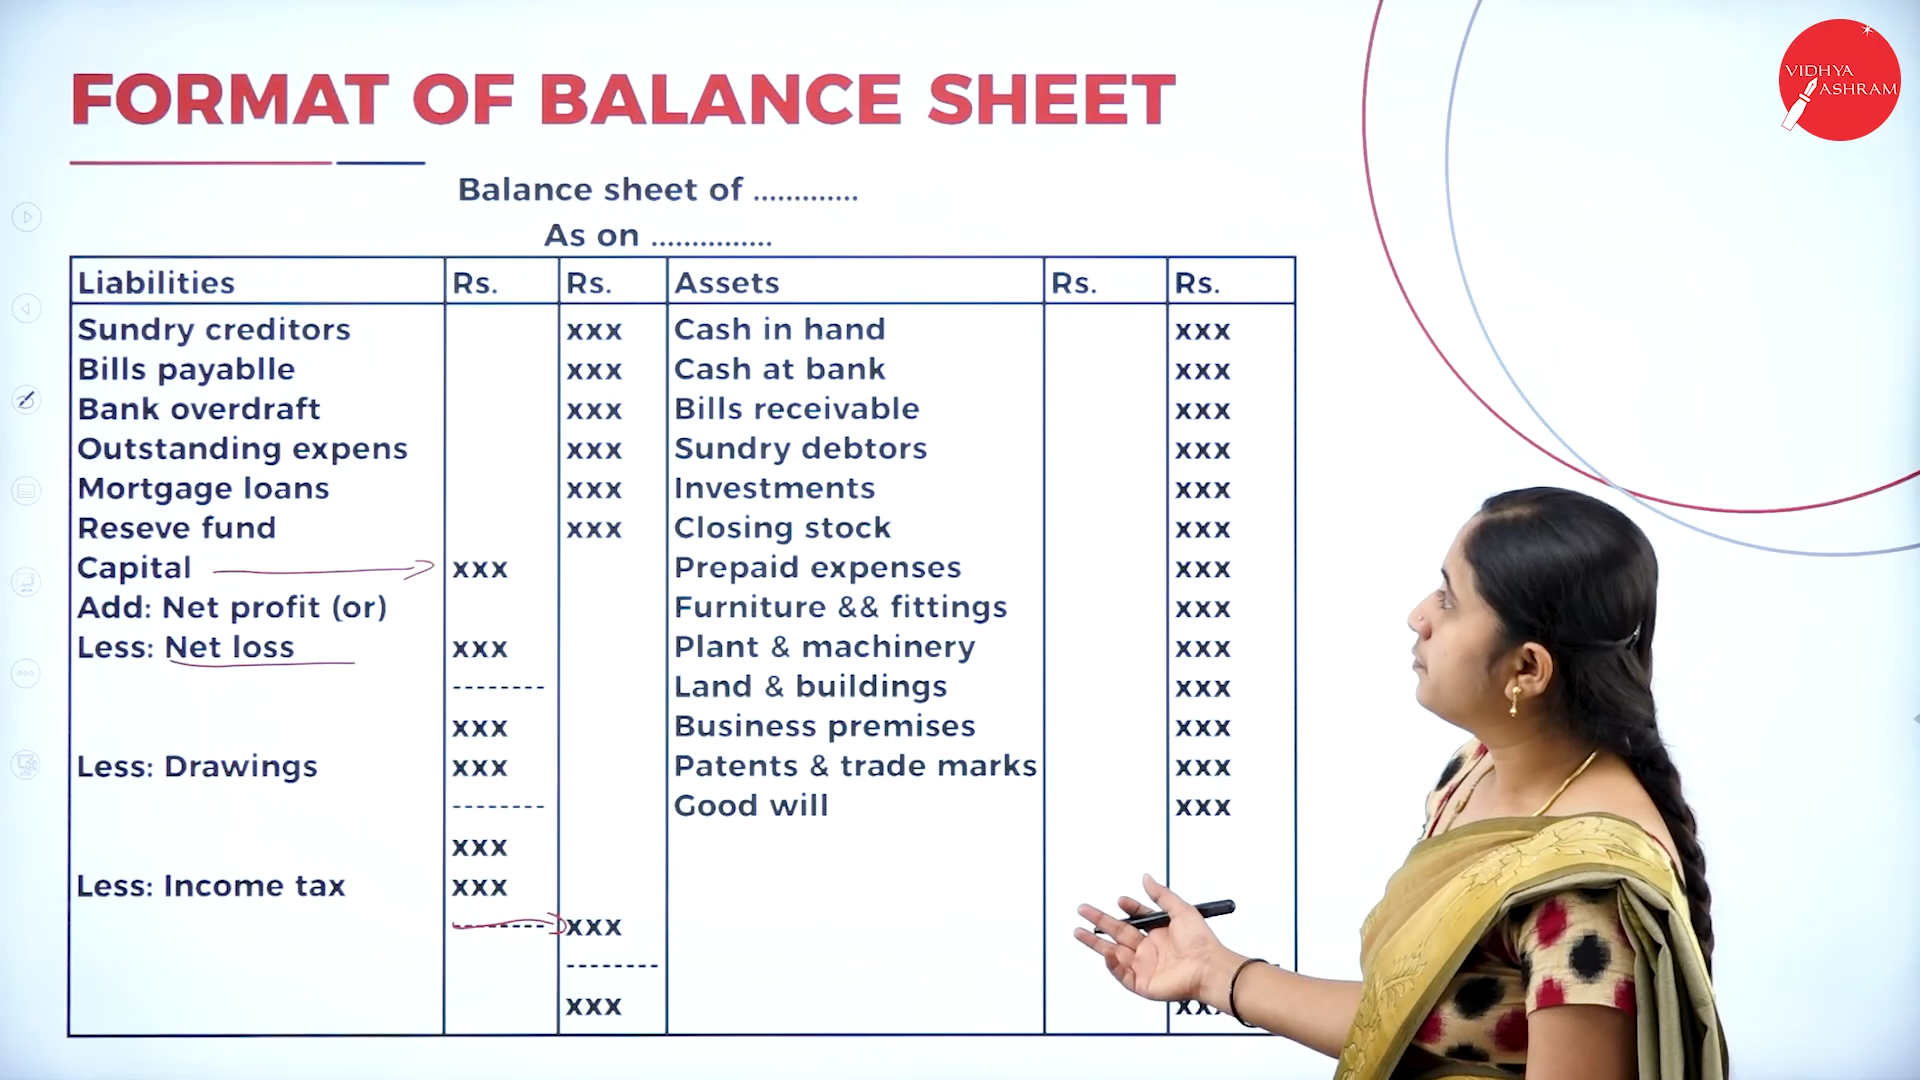 FORMAT OF BALANCE SHEET
VIDHYA
ASHRAM
Balance sheet of .............
As on ...............
Liabilities Rs. Rs. Assets Rs. Rs.
Sundry creditors xxx Cash in hand xxx
Bills payablle xxx Cash at bank xxx
Bank overdraft xxx Bills receivable xxx
Outstanding expens xxx Sundry debtors xxx
Mortgage loans xxx Investments xxx
Reseve fund xxx Closing stock xxx
Capital xxx Prepaid expenses xxx
Add: Net profit (or) Furniture && fittings xxx
Less: Net loss xxx Plant & machinery xxx
-------- Land & buildings xxx
xxx Business premises xxx
Less: Drawings xxx Patents & trade marks xxx
-------- Good will xxx
xxx
Less: Income tax xxx
-------- xxx
--------
xxx